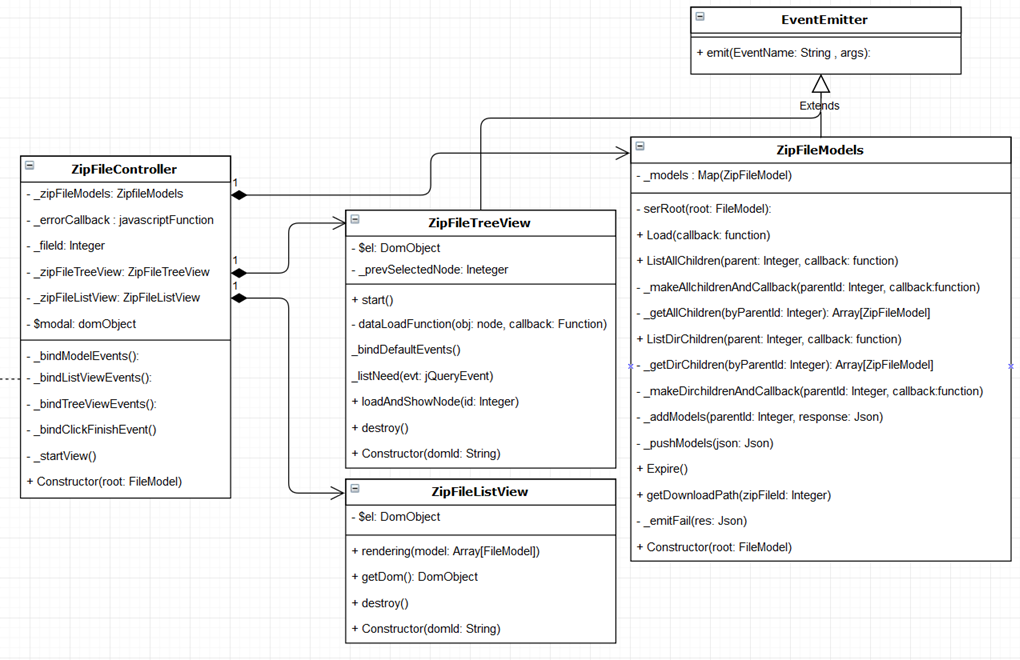 EventEmitter
+ emit(EventName: String , args):
Extends
ZipFileController
- _zipFileModels: ZipfileModels
- _errorCallback : javascriptFunction
- _fileId: Integer
- _zipFileTreeView: ZipFileTreeView
- _zipFileListView: ZipFileListView
- $modal: domObject
- _bindModelEvents():
- _bindListViewEvents():
- _bindTreeViewEvents():
- _bindClickFinishEvent()
- _startView()
+ Constructor(root: FileModel)
1
1
1
ZipFileTreeView
- $el: DomObject
- _prevSelectedNode: Ineteger
+ start()
- dataLoadFunction(obj: node, callback: Function)
_bindDefaultEvents()
_listNeed(evt: jQueryEvent)
+ loadAndShowNode(id: Integer)
+ destroy()
+ Constructor(domId: String)
ZipFileListView
- $el: DomObject
+ rendering(model: Array[FileModel])
+ getDom(): DomObject
+ destroy()
+ Constructor(domId: String)
ZipFileModels
- _models : Map(ZipFileModel)
- serRoot(root: FileModel):
+ Load(callback: function)
+ ListAllChildren(parent: Integer, callback: function)
- _makeAllchildrenAndCallback(parentId: Integer, callback:function)
- _getAllChildren(byParentId: Integer): Array[ZipFileModel]
+ ListDirChildren(parent: Integer, callback: function)
- _getDirChildren(byParentId: Integer): Array[ZipFileModel]
- _makeDirchildrenAndCallback(parentId: Integer, callback:function)
- _addModels(parentId: Integer, response: Json)
- _pushModels(json: Json)
+ Expire()
+ getDownloadPath(zipFileId: Integer)
- _emitFail(res: Json)
+ Constructor(root: FileModel)